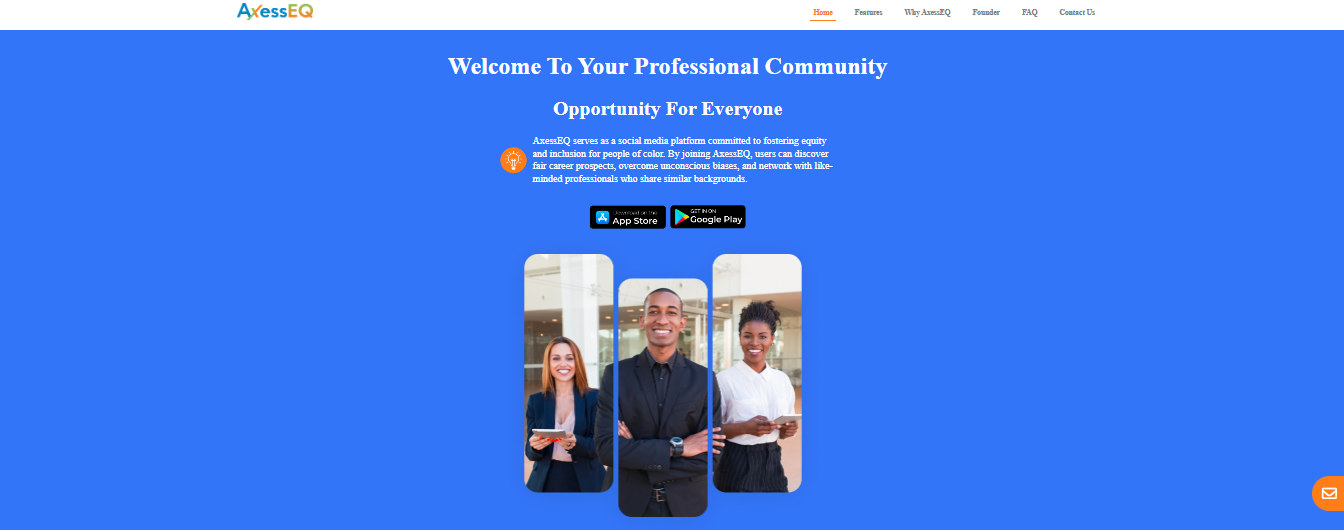 AxessEQ
Home Features Why AxessEQ Founder FAQ Contact Us
Welcome To Your Professional Community
Opportunity For Everyone
AxessEQ serves as a social media platform committed to fostering equity
and inclusion for people of color. By joining AxessEQ, users can discover
fair career prospects, overcome unconscious biases, and network with like-
minded professionals who share similar backgrounds.
Download on the
App Store
GET IN ON
Google Play